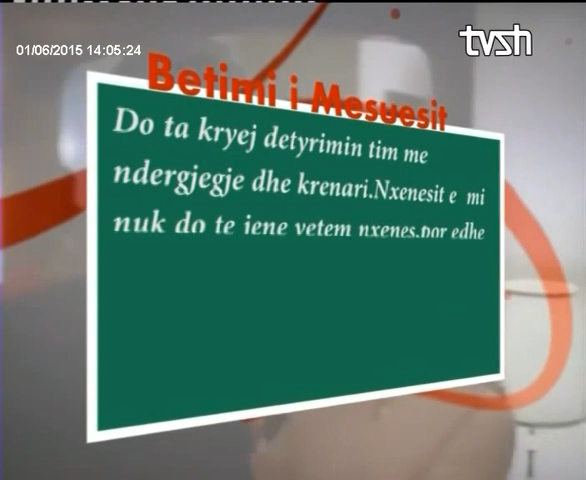 tvsh
01/06/2015 14:05:24
Betimi i Mesuesit
Do ta kryej detyrimin tim me
ndergjegje dhe krenari.Nxenesit e mi
nuk do te jene vetem nxenes,por edhe